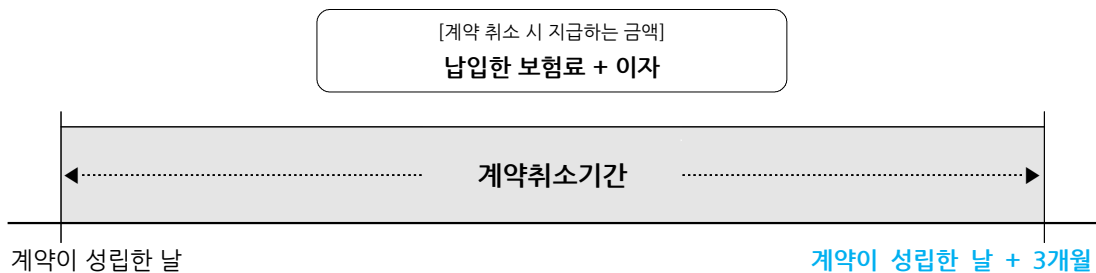 [계약 취소 시 지급하는 금액]
납입한 보험료 + 이자
계약취소기간
계약이 성립한 날
계약이 성립한 날 + 3개월